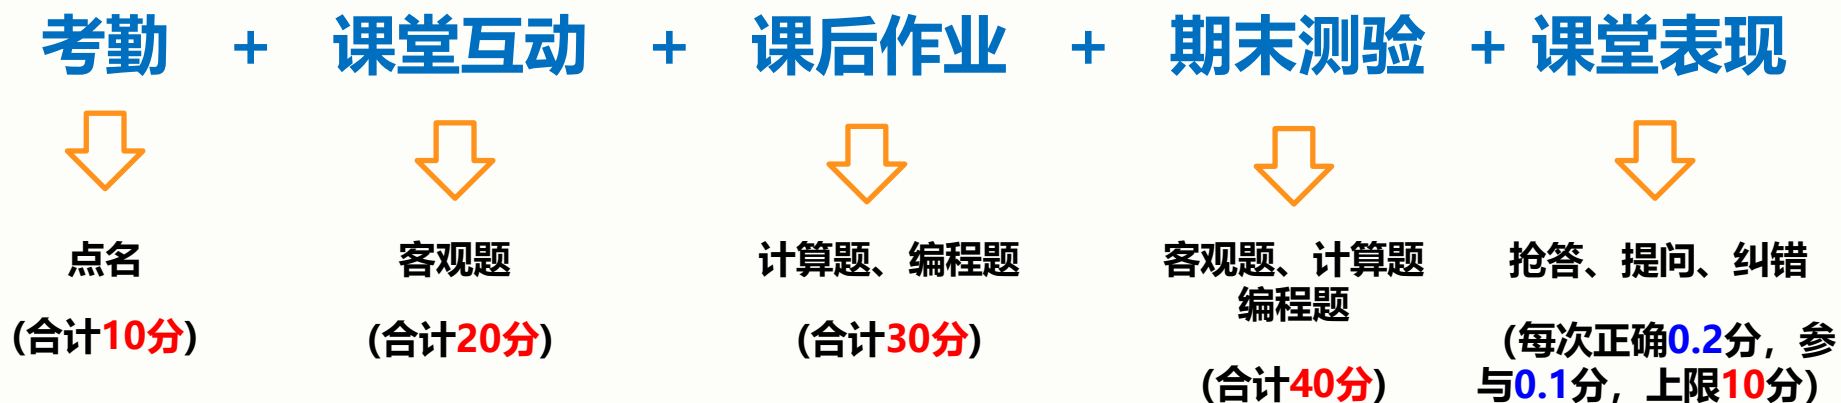 考勤 + 课堂互动 + 课后作业 + 期末测验 + 课堂表现
点名
(合计10分)
客观题
(合计20分)
计算题、编程题
(合计30分)
客观题、计算题
编程题
(合计40分)
抢答、提问、纠错
（每次正确0.2分，参
与0.1分，上限10分）